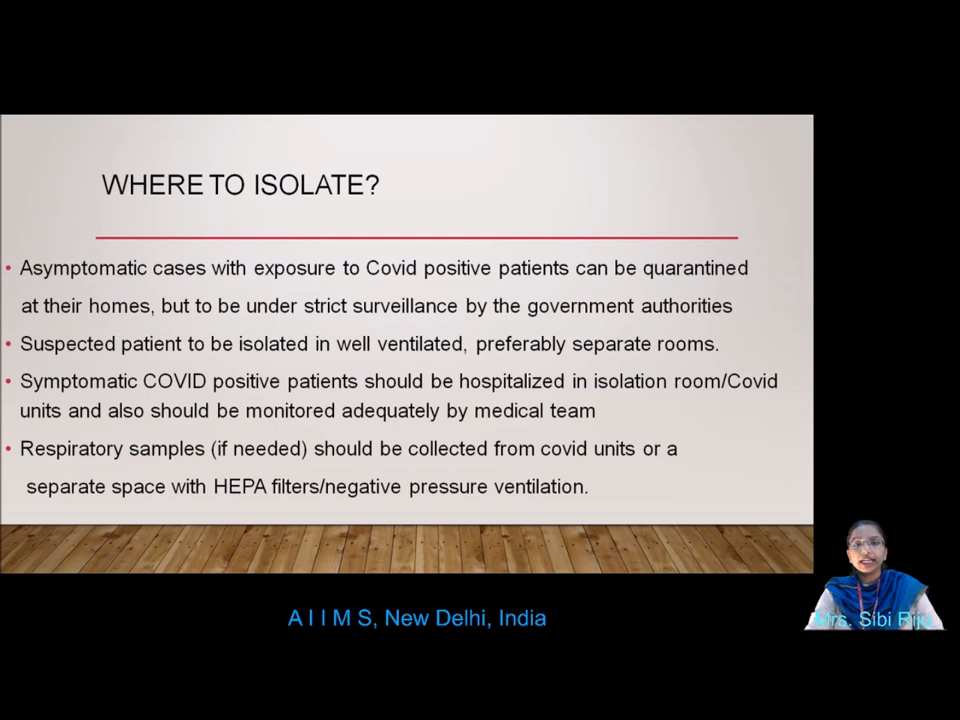 WHERE TO ISOLATE?
• Asymptomatic cases with exposure to Covid positive patients can be quarantined
at their homes, but to be under strict surveillance by the government authorities
• Suspected patient to be isolated in well ventilated, preferably separate rooms.
• Symptomatic COVID positive patients should be hospitalized in isolation room/Covid
units and also should be monitored adequately by medical team
• Respiratory samples (if needed) should be collected from covid units or a
separate space with HEPA filters/negative pressure ventilation.
A I I M S, New Delhi, India
Mrs. Sibi Riju